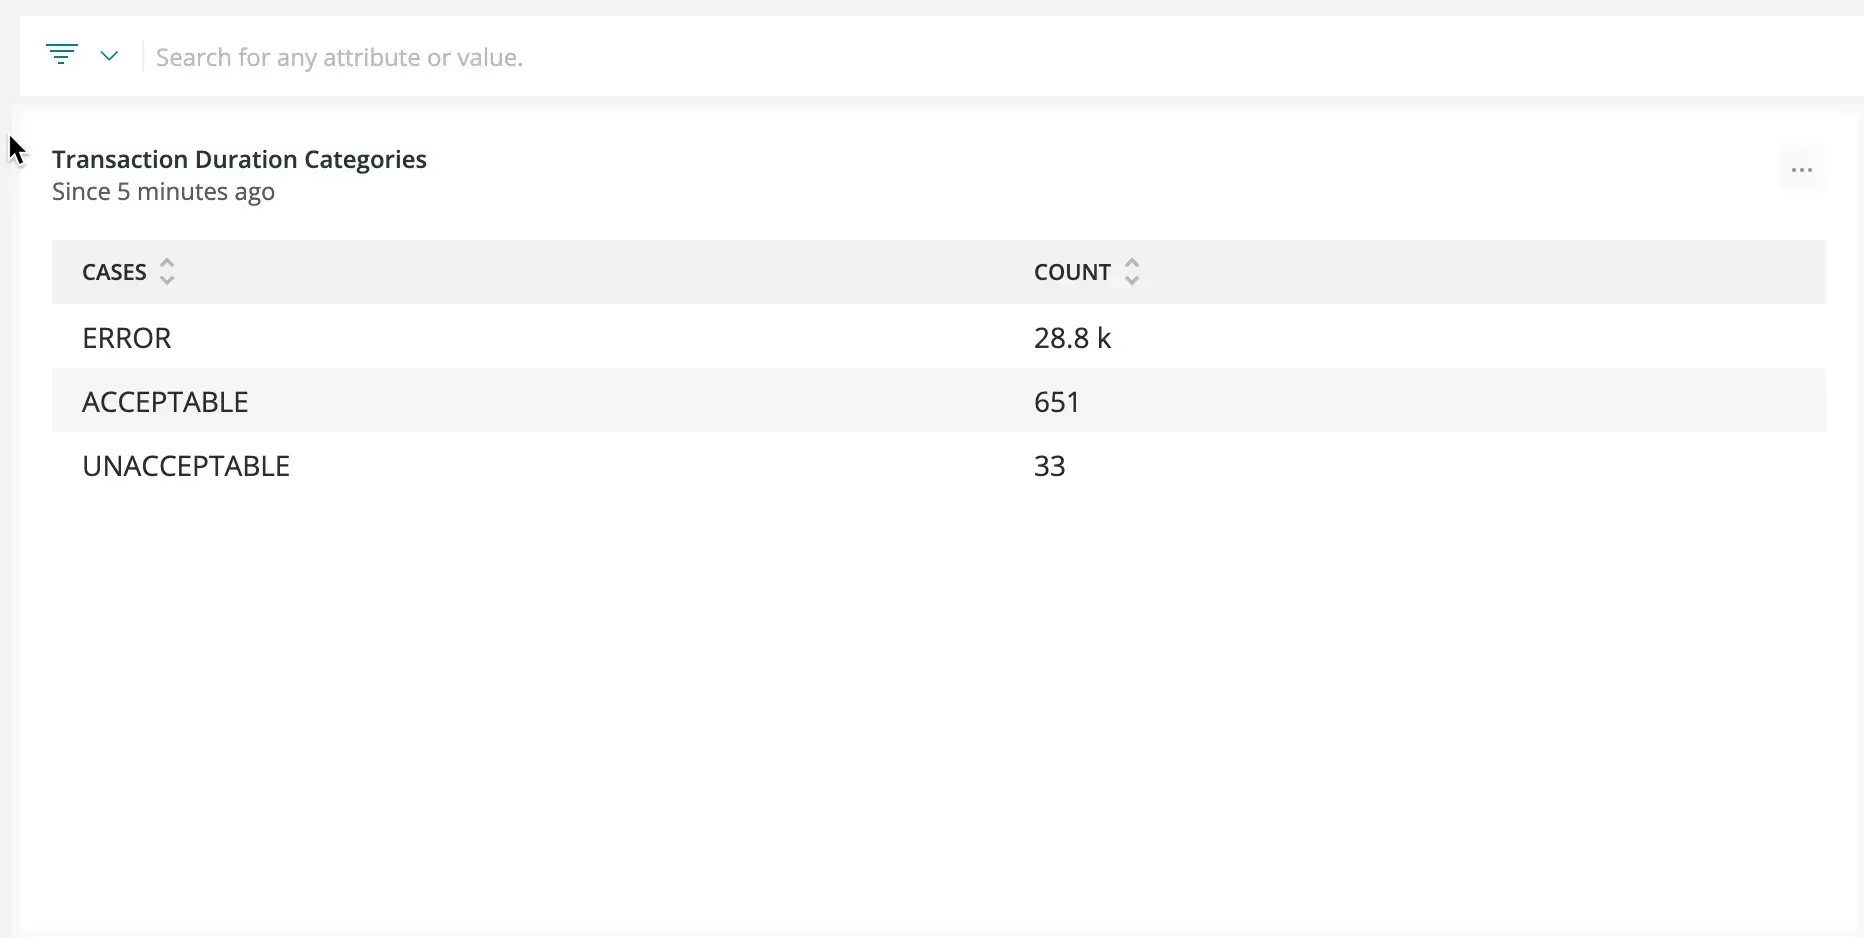 Search for any attribute or value.
Transaction Duration Categories
Since 5 minutes ago
...
CASES COUNT
ERROR 28.8 k
ACCEPTABLE 651
UNACCEPTABLE 33